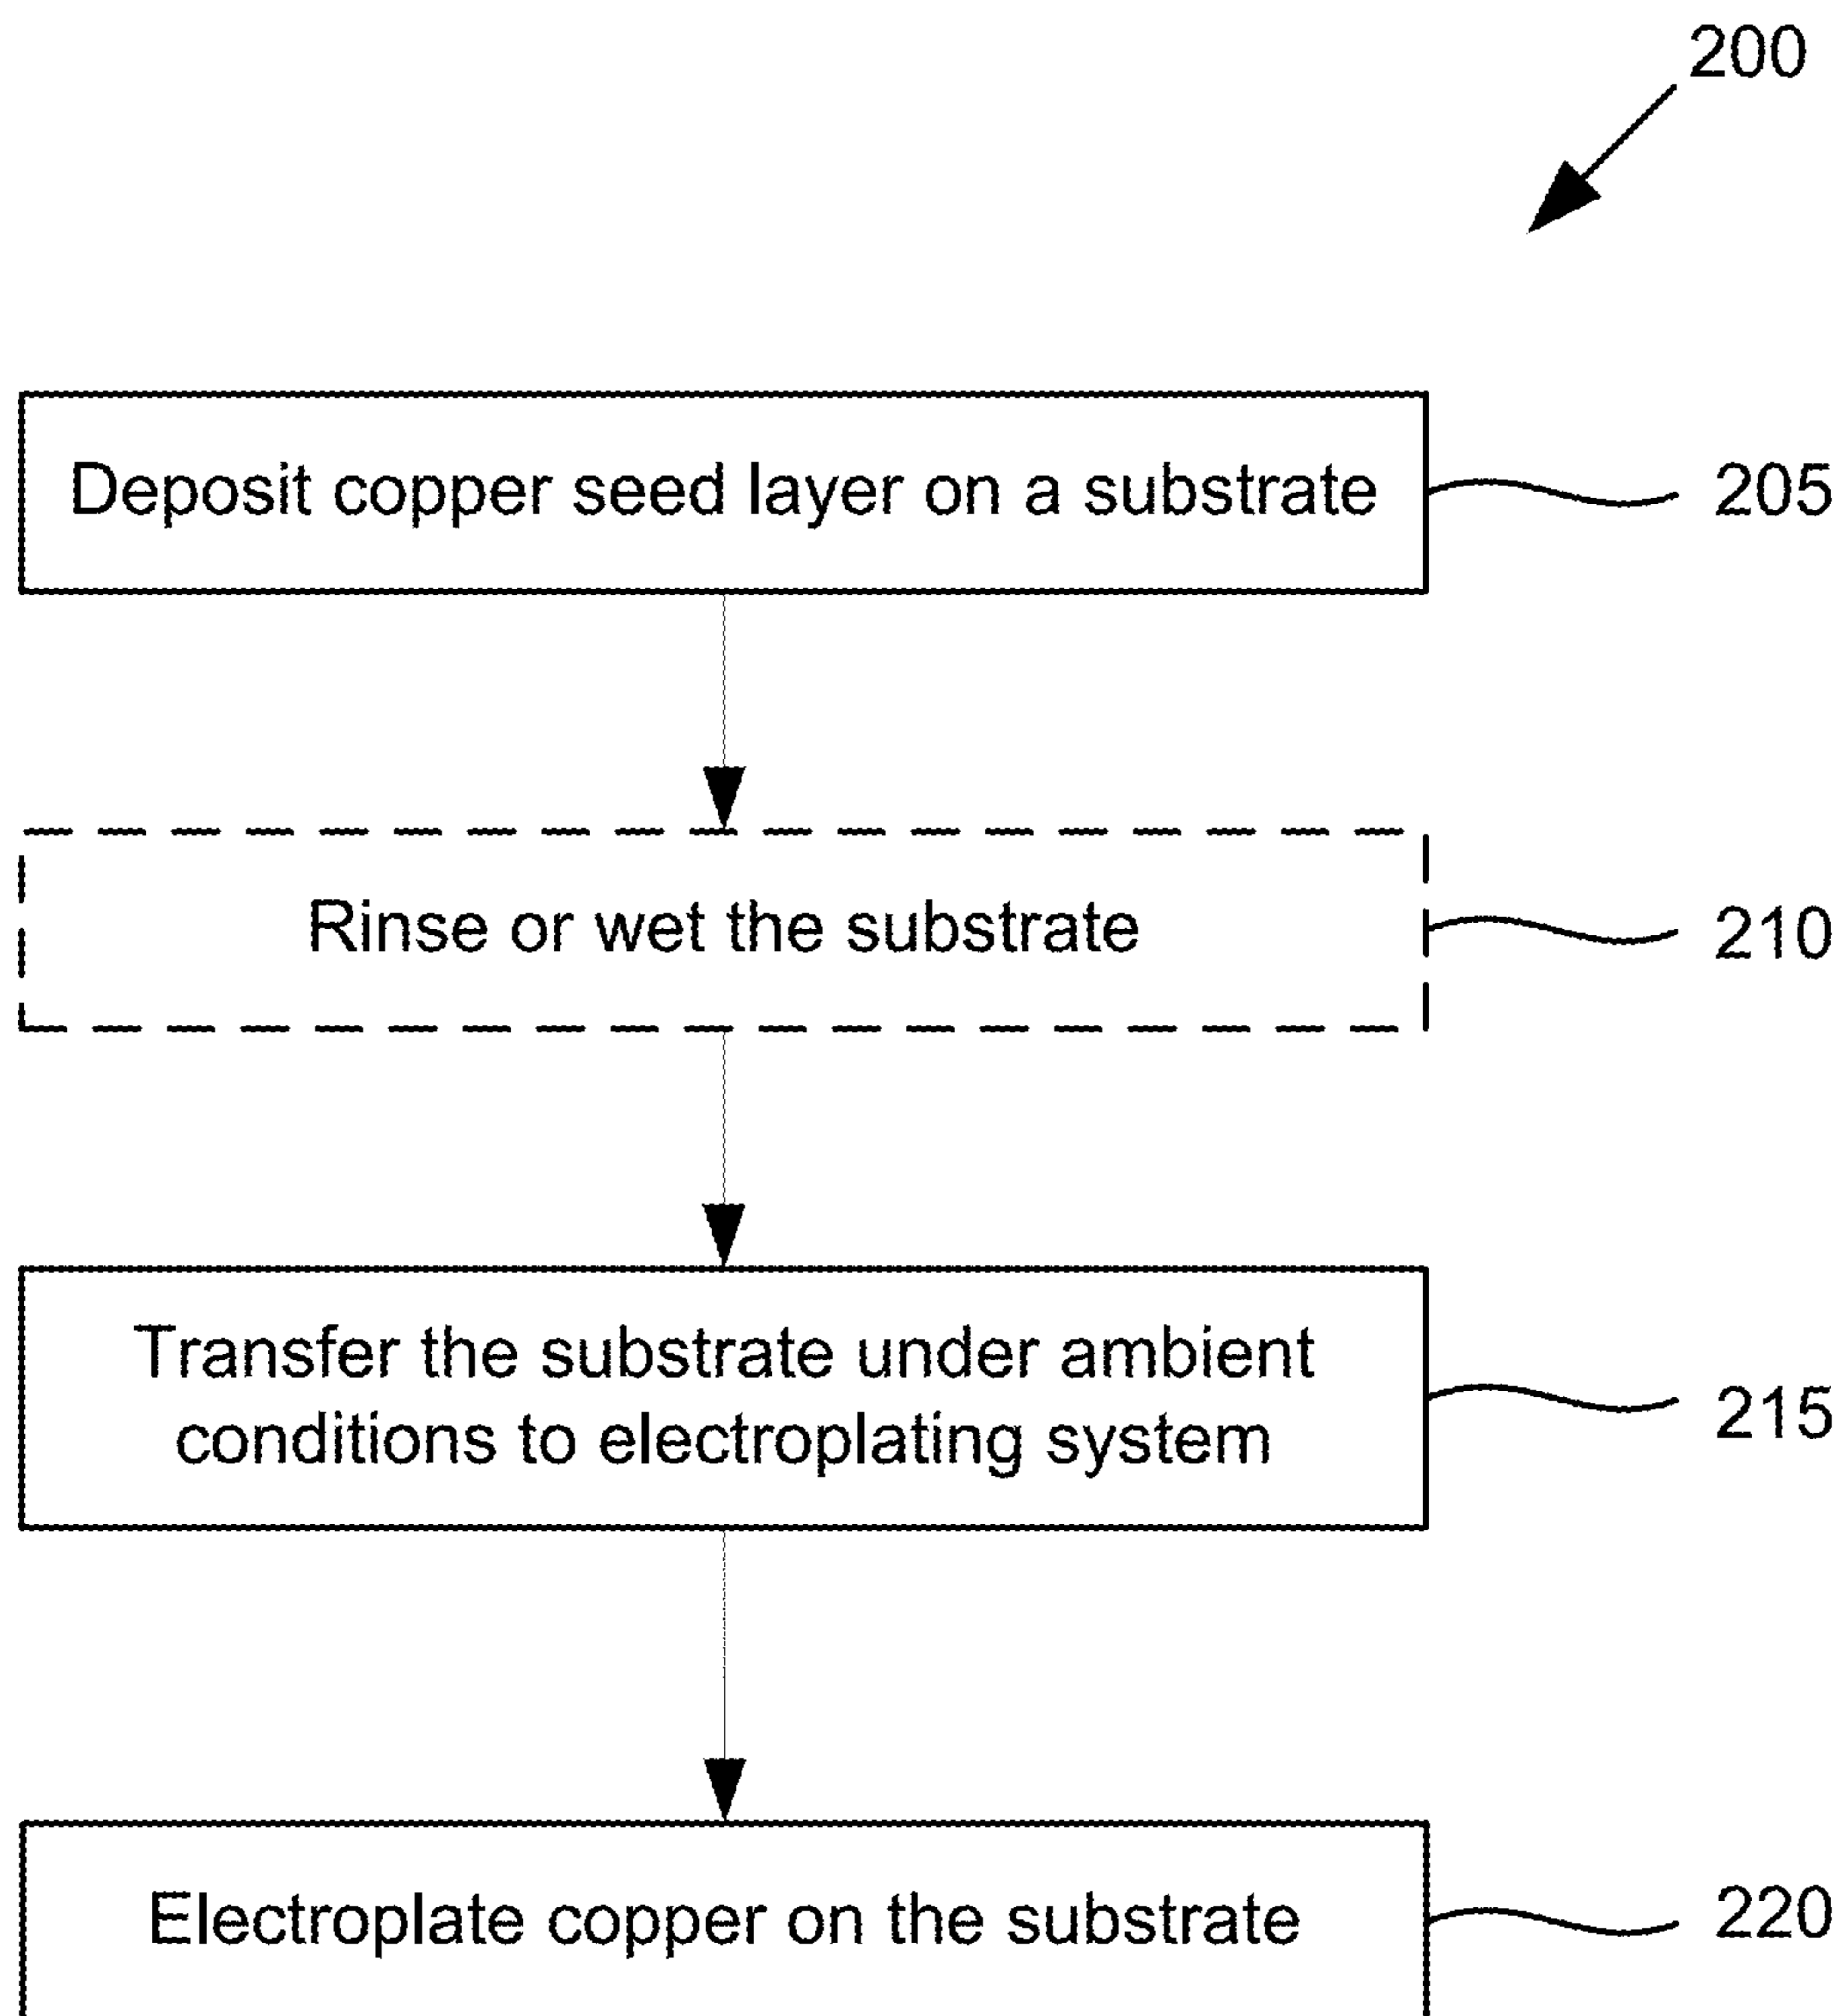 200
Deposit copper seed layer on a substrate
205
Rinse or wet the substrate
210
Transfer the substrate under ambient
conditions to electroplating system
215
Electroplate copper on the substrate
220